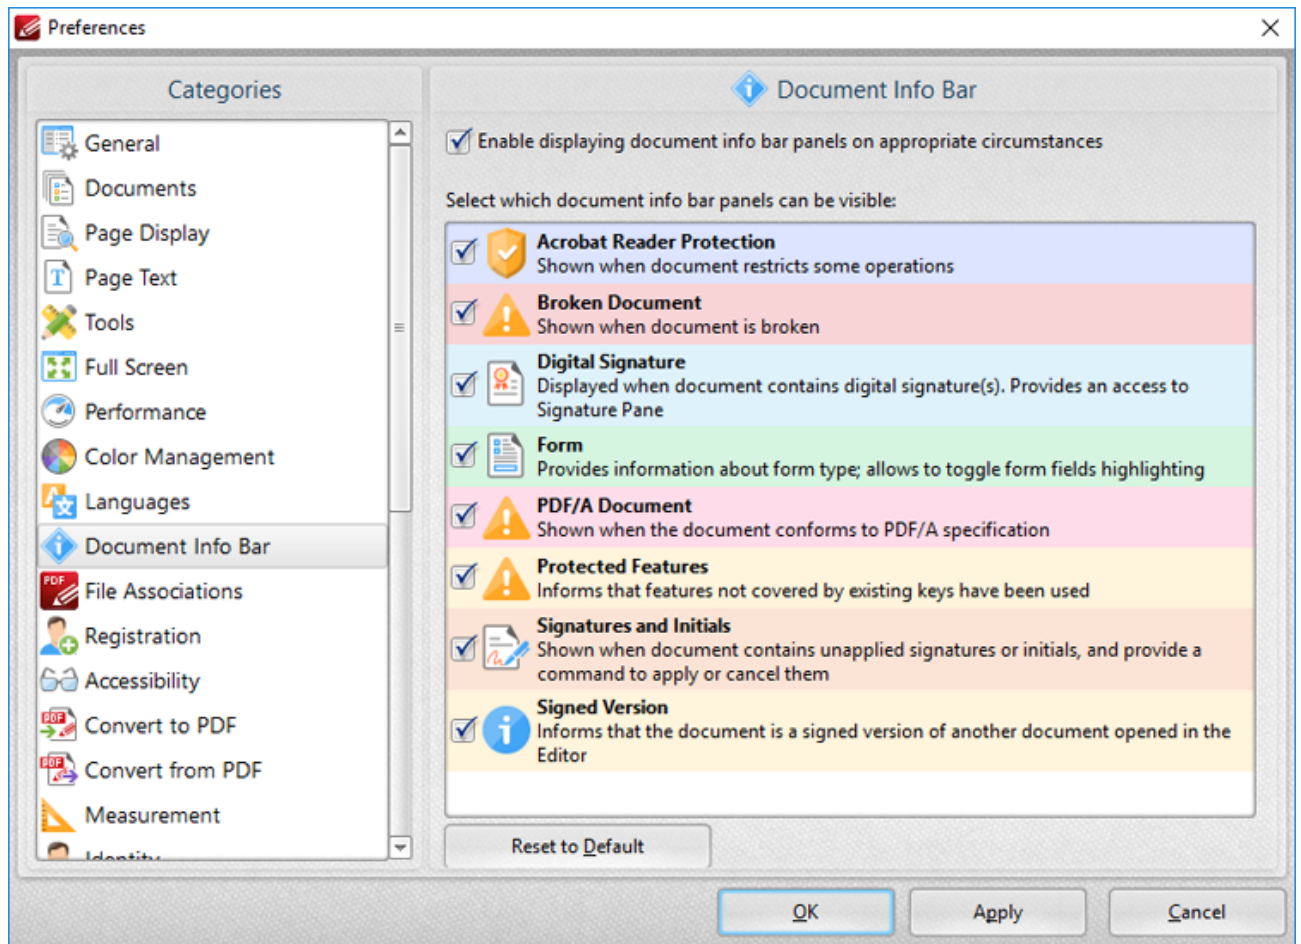 Preferences
Categories
General
Documents
Page Display
Page Text
Tools
Full Screen
Performance
Color Management
Languages
Document Info Bar
File Associations
Registration
Accessibility
Convert to PDF
Convert from PDF
Measurement
Identity
Document Info Bar
Enable displaying document info bar panels on appropriate circumstances
Select which document info bar panels can be visible:
Acrobat Reader Protection
Shown when document restricts some operations
Broken Document
Shown when document is broken
Digital Signature
Displayed when document contains digital signature(s). Provides an access to
Signature Pane
Form
Provides information about form type; allows to toggle form fields highlighting
PDF/A Document
Shown when the document conforms to PDF/A specification
Protected Features
Informs that features not covered by existing keys have been used
Signatures and Initials
Shown when document contains unapplied signatures or initials, and provide a
command to apply or cancel them
Signed Version
Informs that the document is a signed version of another document opened in the
Editor
Reset to Default
OK
Apply
Cancel